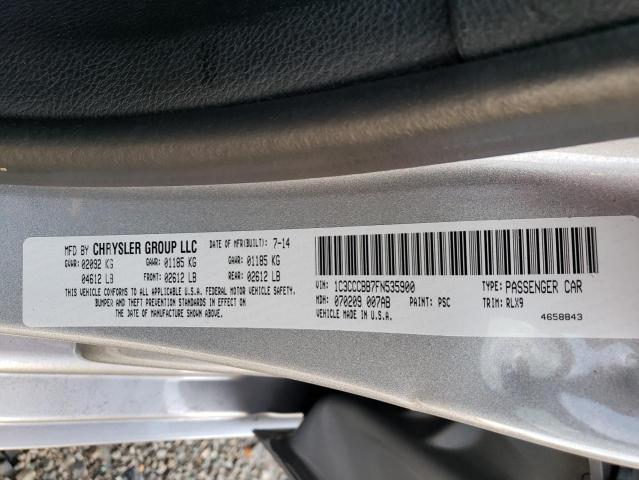 MFD BY CHRYSLER GROUP LLC DATE OF MFR(BUILT): 7-14
GVWR: 02092 KG GAWR: 01185 KG GAWR: 01185 KG
04612 LB FRONT: 02612 LB REAR: 02612 LB
THIS VEHICLE CONFORMS TO ALL APPLICABLE U.S.A. FEDERAL MOTOR VEHICLE SAFETY,
BUMPER AND THEFT PREVENTION STANDARDS IN EFFECT ON
THE DATE OF MANUFACTURE SHOWN ABOVE.
VIN: 1C3CCCBB7FN535900 TYPE: PASSENGER CAR
MDH: 070209 007AB PAINT: PSC TRIM: RLX9
VEHICLE MADE IN U.S.A. 4658843